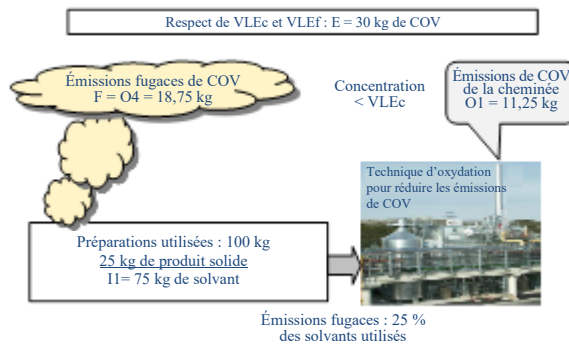 Respect de VLEc et VLEf : E = 30 kg de COV
Émissions fugaces de COV
F = O4 = 18,75 kg
Concentration
< VLEc
Émissions de COV
de la cheminée
O1 = 11,25 kg
Technique d’oxydation
pour réduire les émissions
de COV
Préparations utilisées : 100 kg
25 kg de produit solide
I1= 75 kg de solvant
Émissions fugaces : 25 %
des solvants utilisés